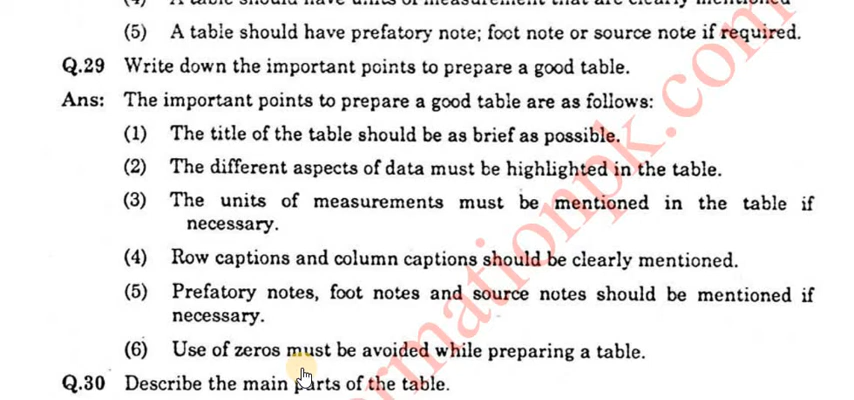 (5) A table should have prefatory note; foot note or source note if required.
Q.29 Write down the important points to prepare a good table.
Ans: The important points to prepare a good table are as follows:
(1) The title of the table should be as brief as possible.
(2) The different aspects of data must be highlighted in the table.
(3) The units of measurements must be mentioned in the table if
necessary.
(4) Row captions and column captions should be clearly mentioned.
(5) Prefatory notes, foot notes and source notes should be mentioned if
necessary.
(6) Use of zeros must be avoided while preparing a table.
Q.30 Describe the main parts of the table.
rmationpk.com